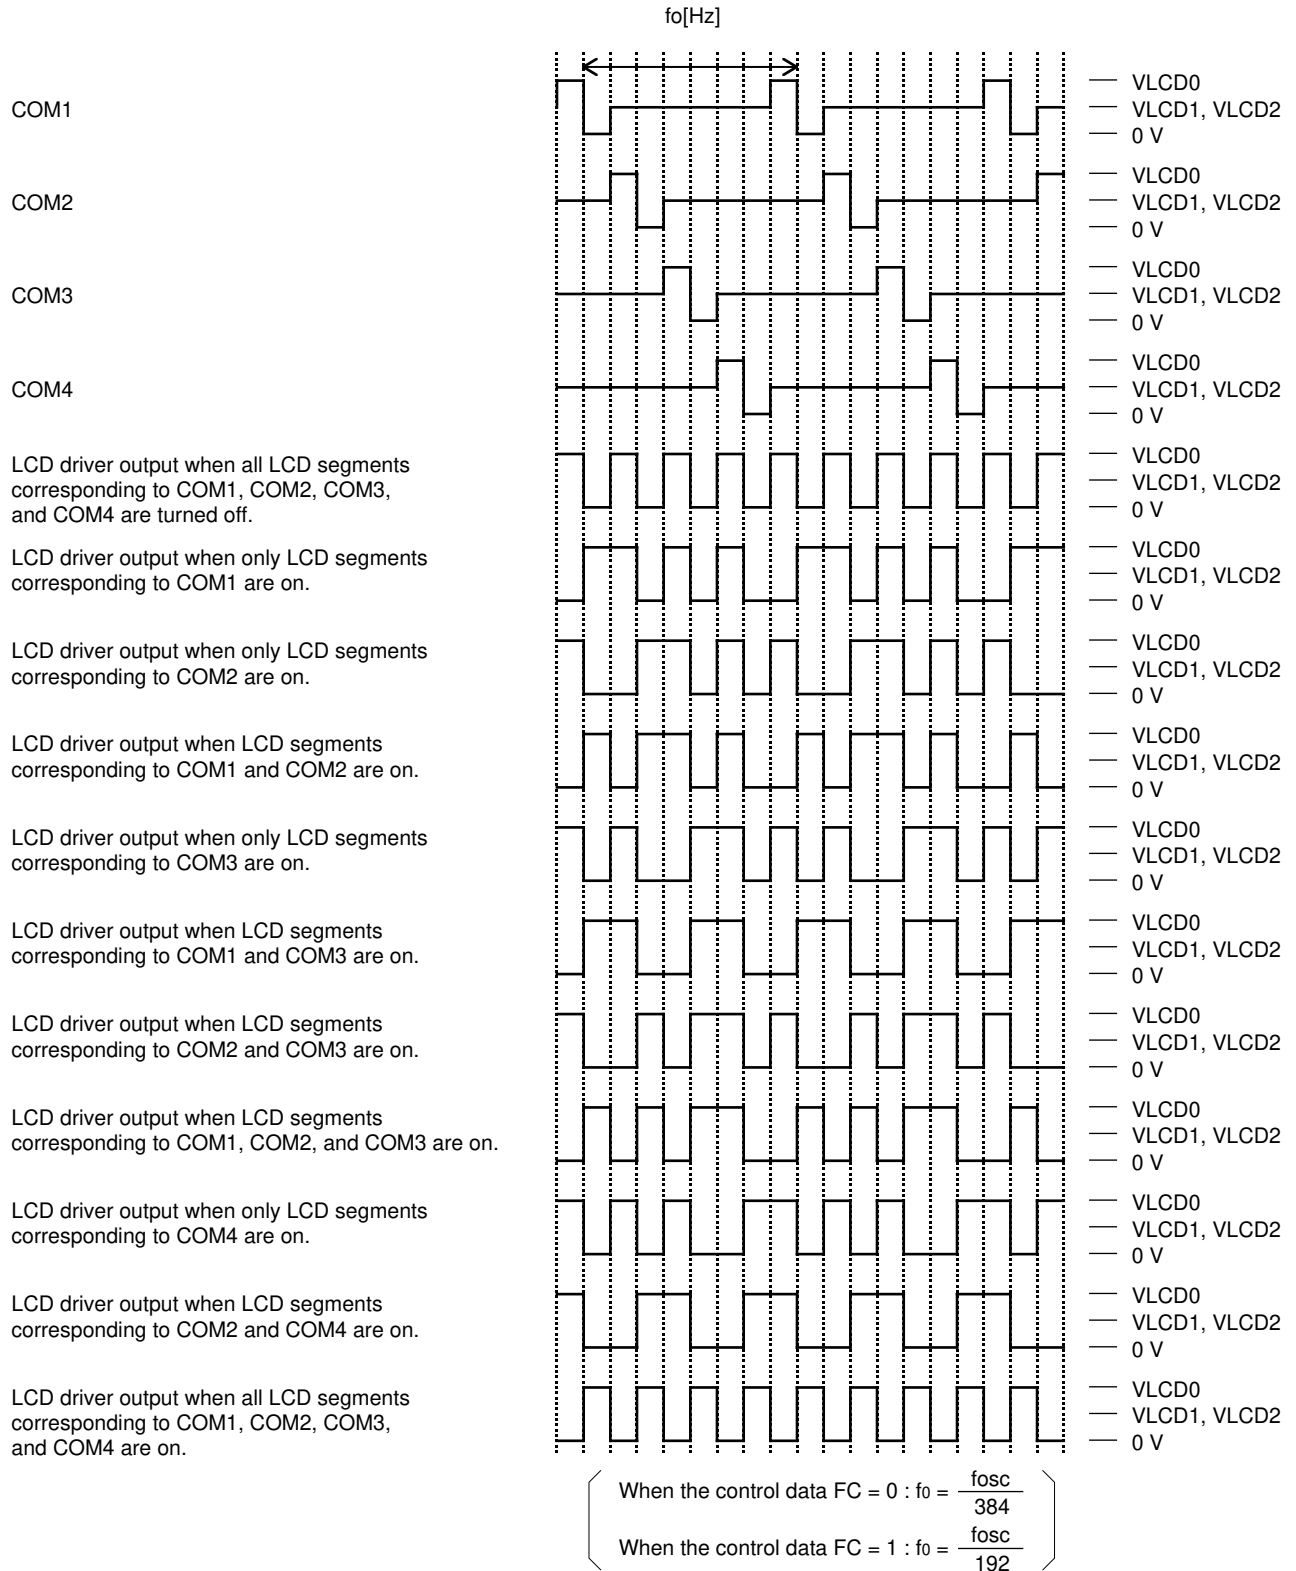 fo[Hz]
COM1
VLCD0
VLCD1, VLCD2
0 V
COM2
VLCD0
VLCD1, VLCD2
0 V
COM3
VLCD0
VLCD1, VLCD2
0 V
COM4
VLCD0
VLCD1, VLCD2
0 V
LCD driver output when all LCD segments
corresponding to COM1, COM2, COM3,
and COM4 are turned off.
VLCD0
VLCD1, VLCD2
0 V
LCD driver output when only LCD segments
corresponding to COM1 are on.
VLCD0
VLCD1, VLCD2
0 V
LCD driver output when only LCD segments
corresponding to COM2 are on.
VLCD0
VLCD1, VLCD2
0 V
LCD driver output when LCD segments
corresponding to COM1 and COM2 are on.
VLCD0
VLCD1, VLCD2
0 V
LCD driver output when only LCD segments
corresponding to COM3 are on.
VLCD0
VLCD1, VLCD2
0 V
LCD driver output when LCD segments
corresponding to COM1 and COM3 are on.
VLCD0
VLCD1, VLCD2
0 V
LCD driver output when LCD segments
corresponding to COM2 and COM3 are on.
VLCD0
VLCD1, VLCD2
0 V
LCD driver output when LCD segments
corresponding to COM1, COM2, and COM3 are on.
VLCD0
VLCD1, VLCD2
0 V
LCD driver output when only LCD segments
corresponding to COM4 are on.
VLCD0
VLCD1, VLCD2
0 V
LCD driver output when LCD segments
corresponding to COM2 and COM4 are on.
VLCD0
VLCD1, VLCD2
0 V
LCD driver output when all LCD segments
corresponding to COM1, COM2, COM3,
and COM4 are on.
VLCD0
VLCD1, VLCD2
0 V
When the control data FC = 0 : f0 = fosc
384
When the control data FC = 1 : f0 = fosc
192